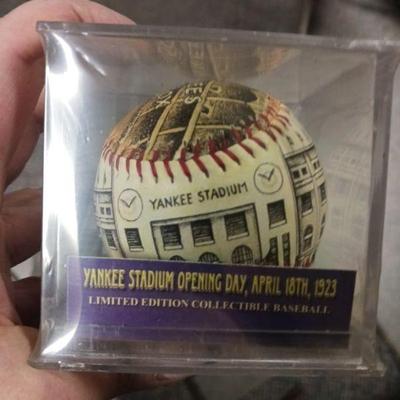 YANKEE STADIUM
YANKEE STADIUM OPENING DAY, APRIL 18TH, 1923
LIMITED EDITION COLLECTIBLE BASEBALL